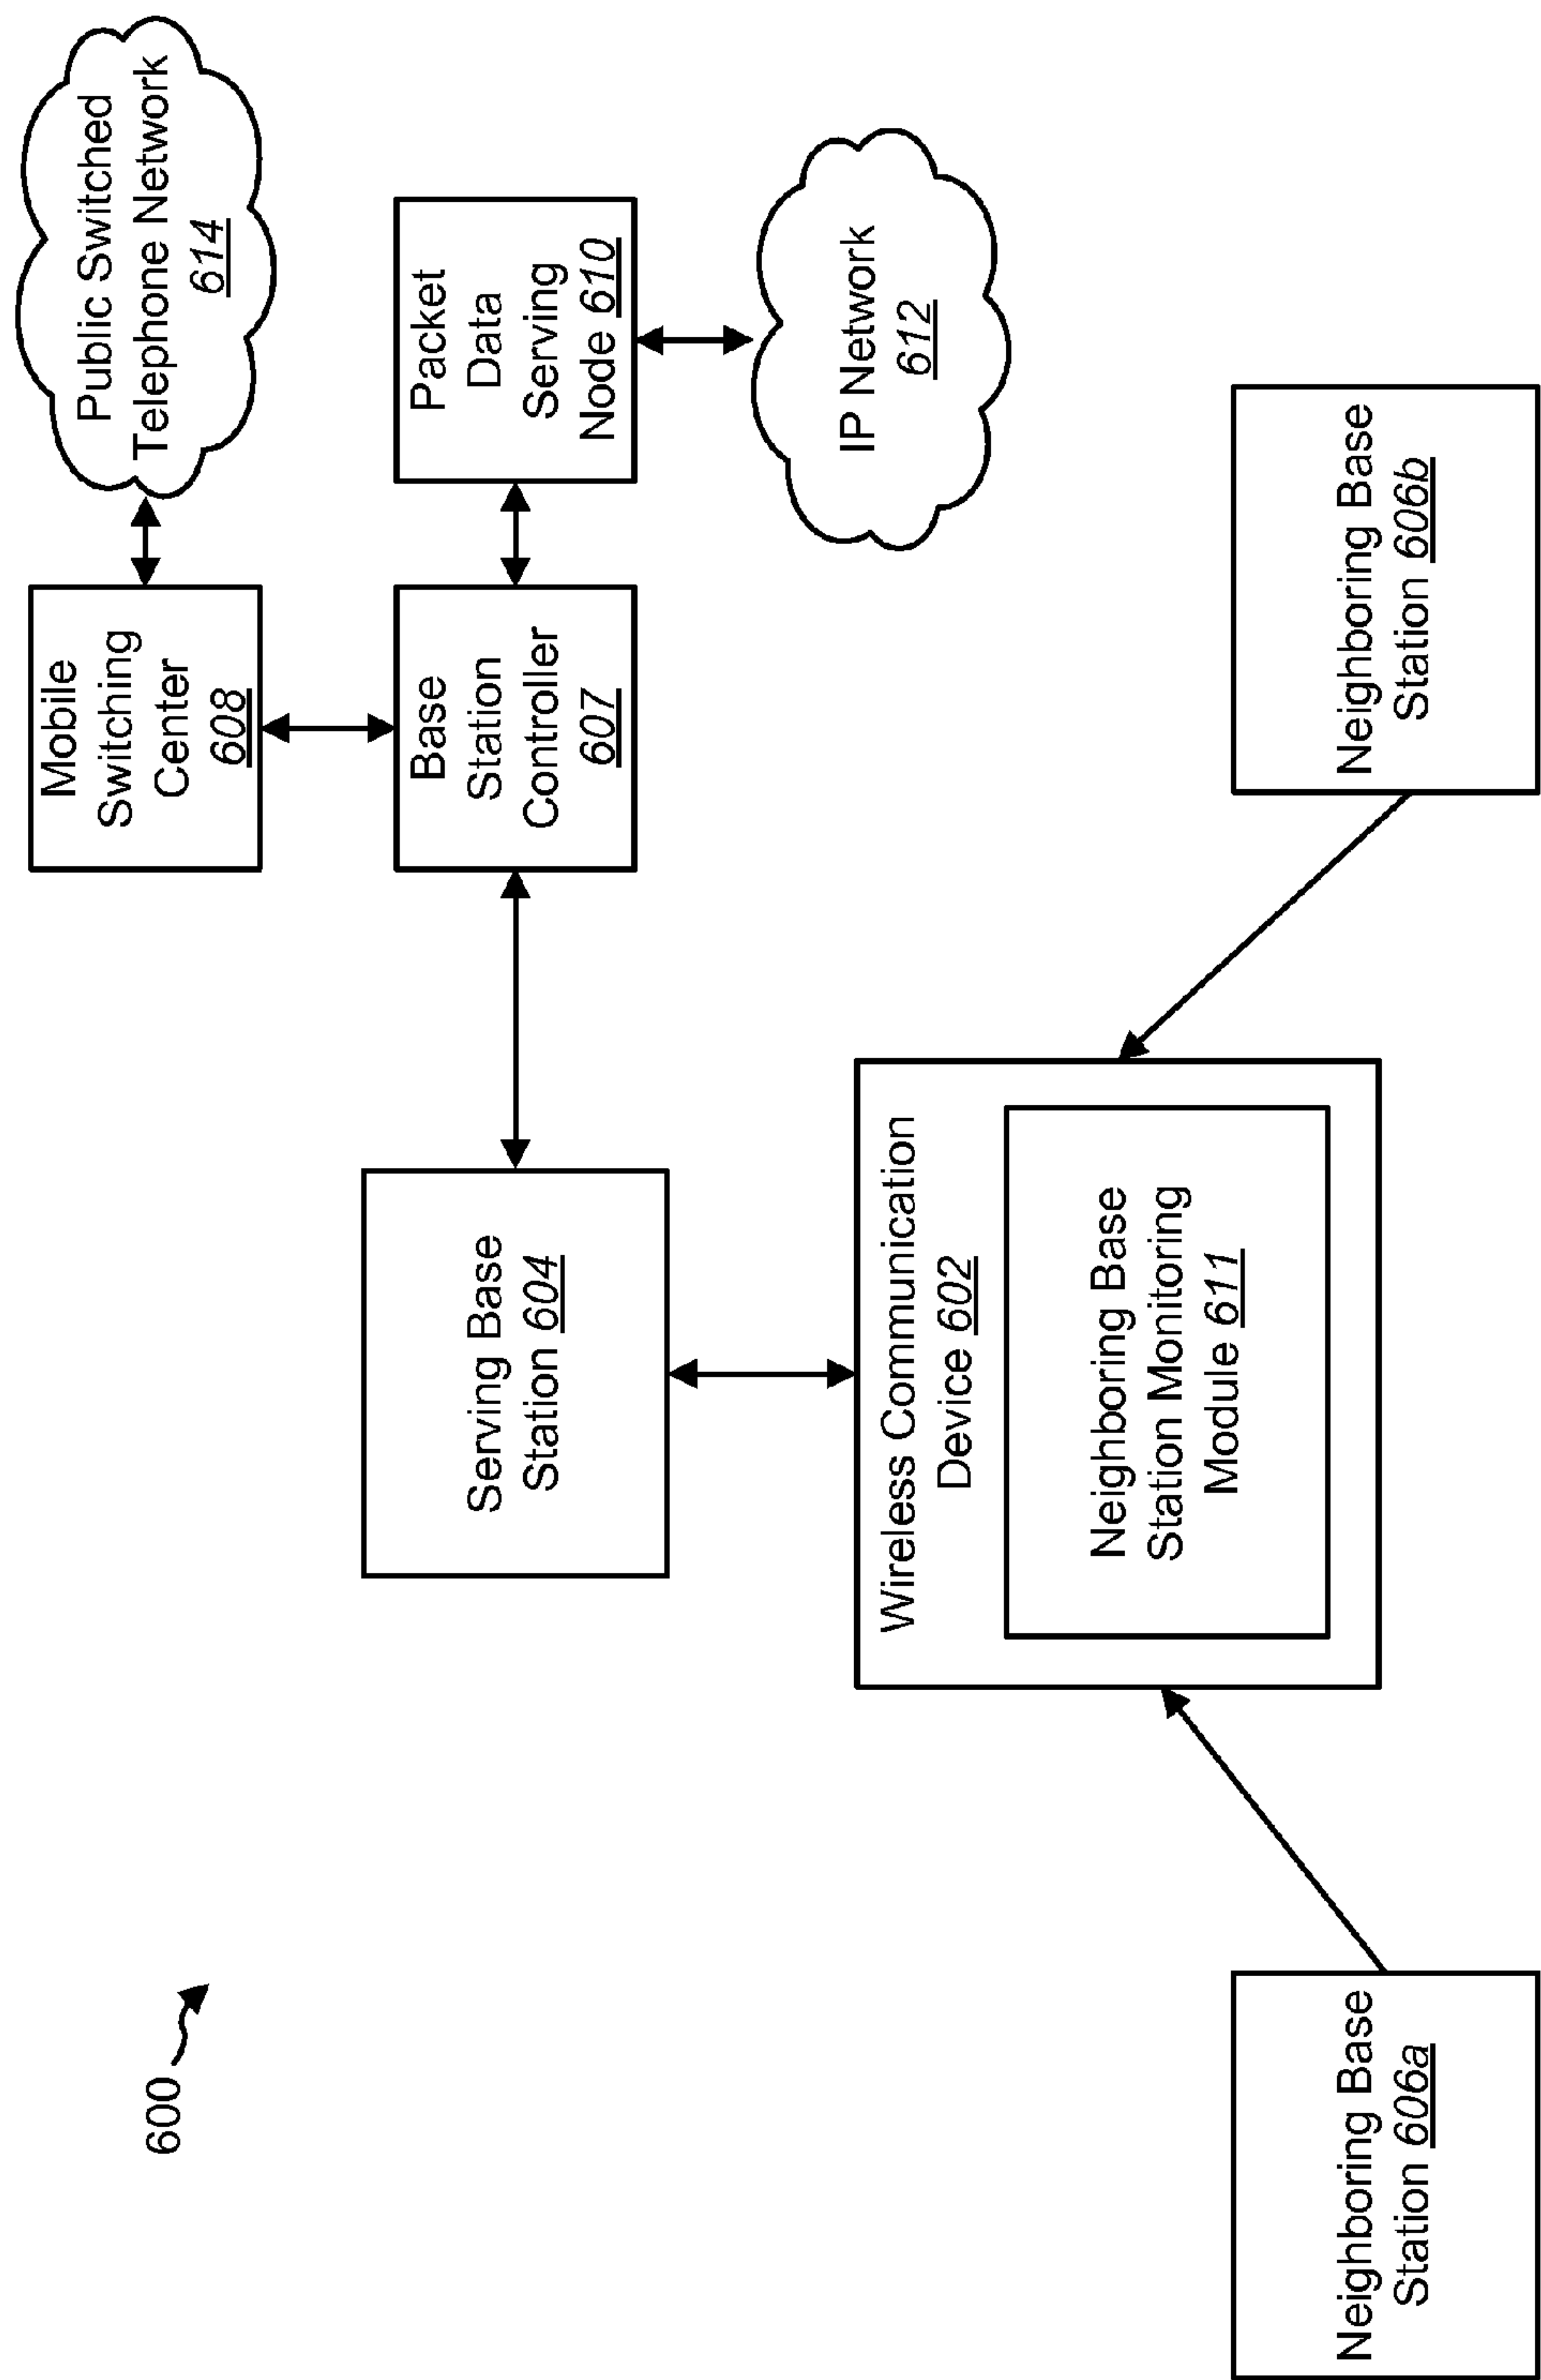 600
Public Switched
Telephone Network
614
Mobile
Switching
Center
608
Packet
Data
Serving
Node 610
Base
Station
Controller
607
Serving Base
Station 604
IP Network
612
Wireless Communication
Device 602
Neighboring Base
Station Monitoring
Module 611
Neighboring Base
Station 606a
Neighboring Base
Station 606b